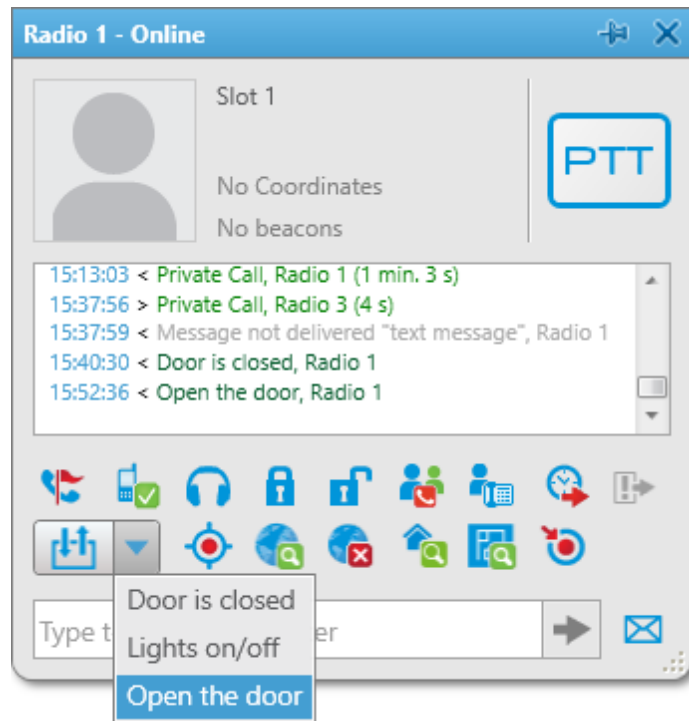 Radio 1 - Online
Slot 1
No Coordinates
No beacons
PTT
15:13:03 < Private Call, Radio 1 (1 min. 3 s)
15:37:56 > Private Call, Radio 3 (4 s)
15:37:59 < Message not delivered "text message", Radio 1
15:40:30 < Door is closed, Radio 1
15:52:36 < Open the door, Radio 1
Door is closed
Type t er
Lights on/off
Open the door